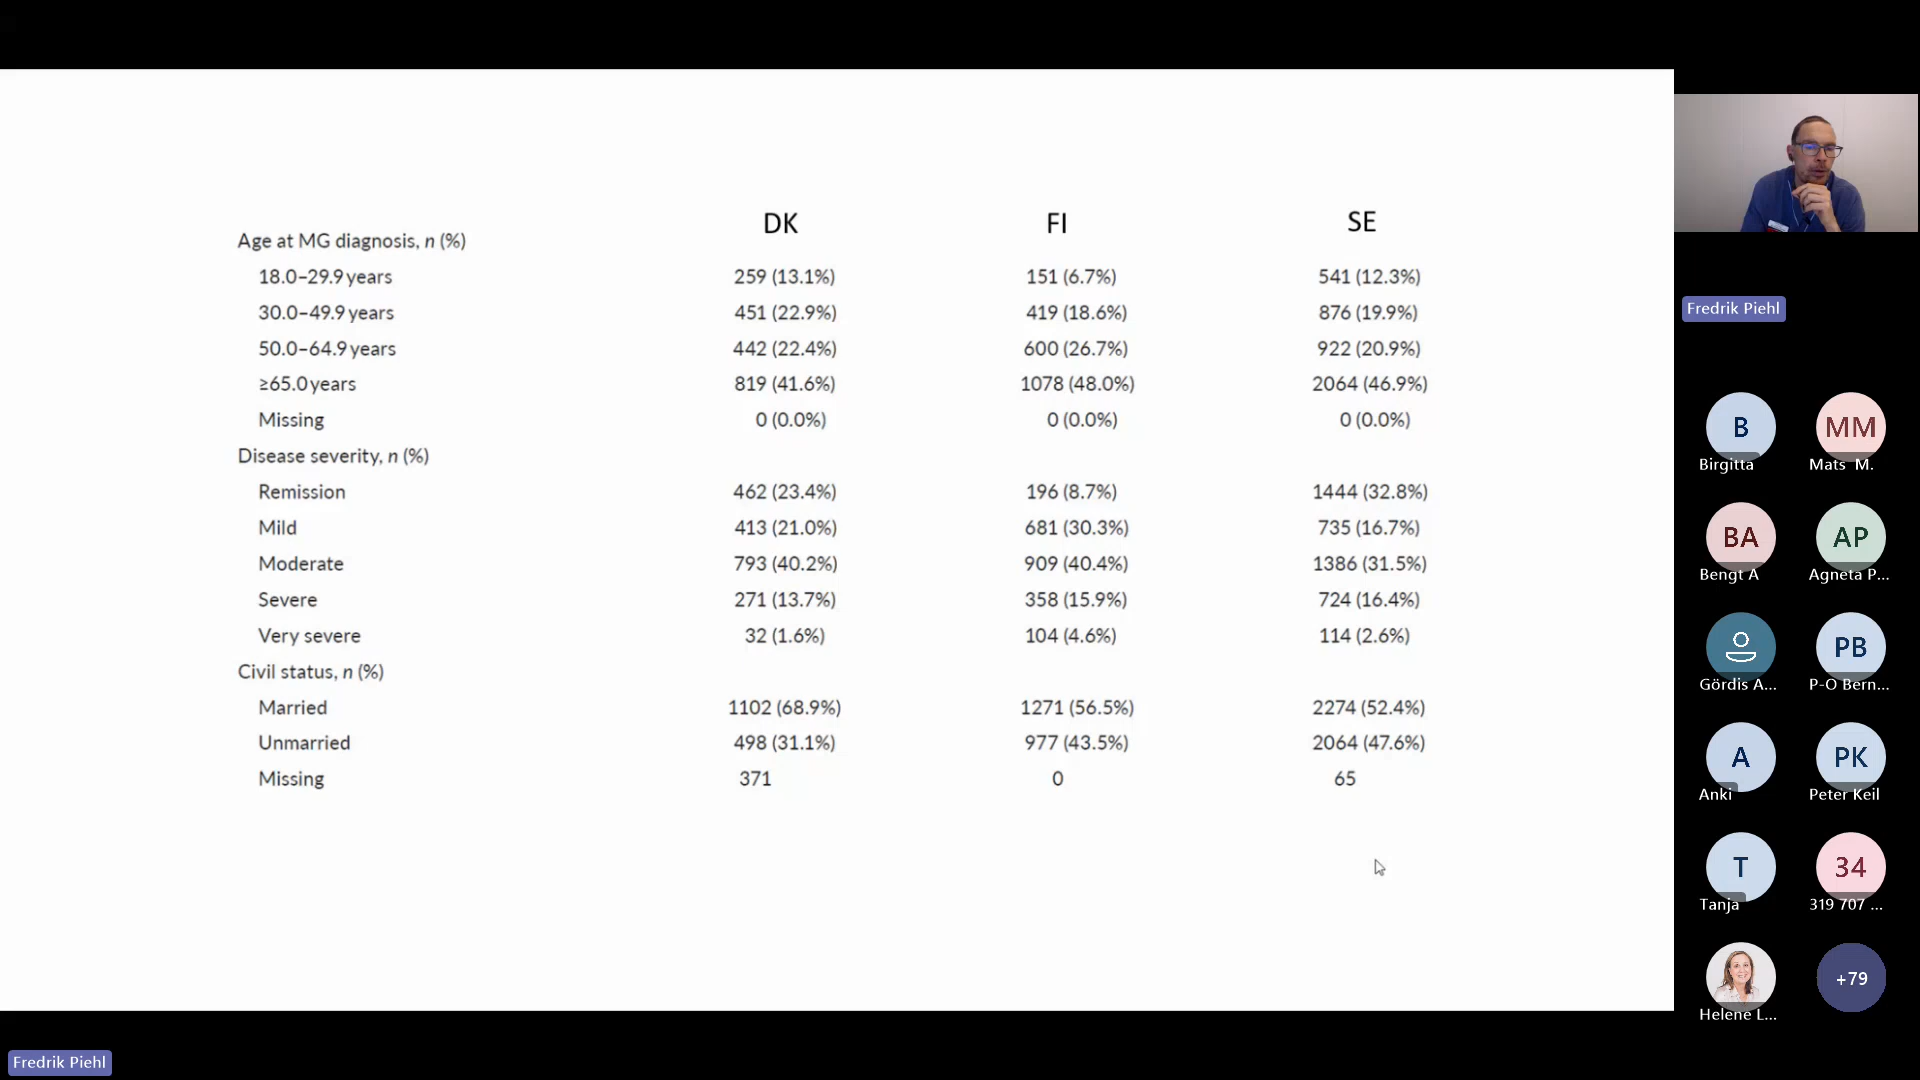 DK FI SE
Age at MG diagnosis, n (%)
18.0–29.9 years 259 (13.1%) 151 (6.7%) 541 (12.3%)
30.0–49.9 years 451 (22.9%) 419 (18.6%) 876 (19.9%)
50.0–64.9 years 442 (22.4%) 600 (26.7%) 922 (20.9%)
≥65.0 years 819 (41.6%) 1078 (48.0%) 2064 (46.9%)
Missing 0 (0.0%) 0 (0.0%) 0 (0.0%)
Disease severity, n (%)
Remission 462 (23.4%) 196 (8.7%) 1444 (32.8%)
Mild 413 (21.0%) 681 (30.3%) 735 (16.7%)
Moderate 793 (40.2%) 909 (40.4%) 1386 (31.5%)
Severe 271 (13.7%) 358 (15.9%) 724 (16.4%)
Very severe 32 (1.6%) 104 (4.6%) 114 (2.6%)
Civil status, n (%)
Married 1102 (68.9%) 1271 (56.5%) 2274 (52.4%)
Unmarried 498 (31.1%) 977 (43.5%) 2064 (47.6%)
Missing 371 0 65
Fredrik Piehl
B MM
Birgitta Mats M.
BA AP
Bengt A Agneta P...
PB
Gördis A... P-O Bern...
A PK
Anki Peter Keil
T 34
Tanja 319 707 ...
+79
Helene L...
Fredrik Piehl